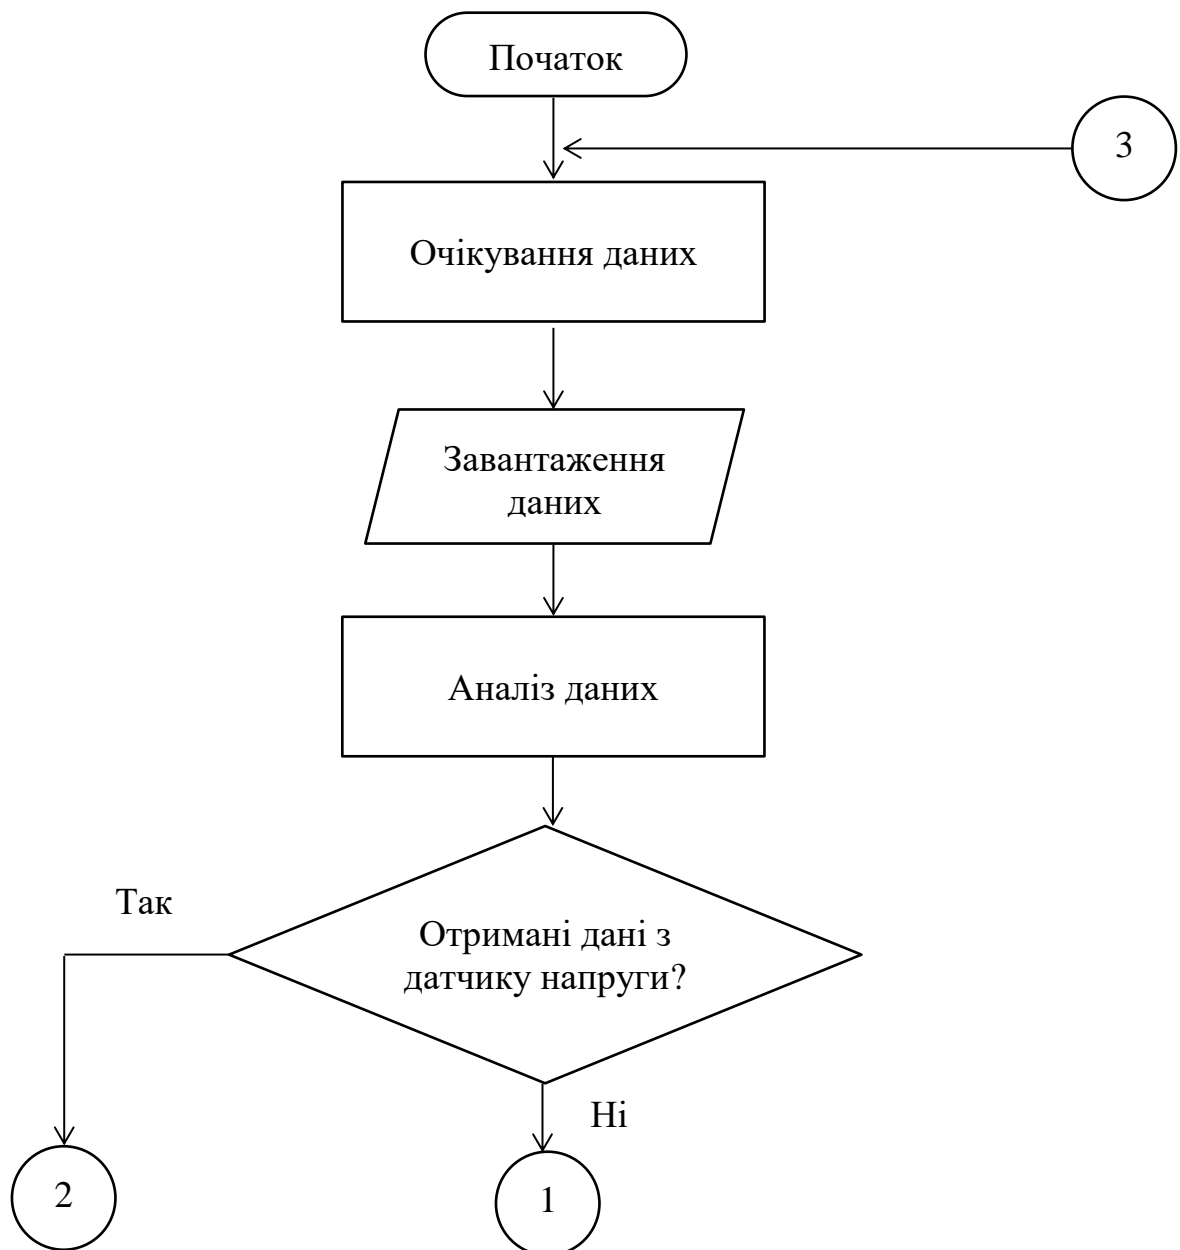 Початок
3
Очікування даних
Завантаження
даних
Аналіз даних
Так
Отримані дані з
датчику напруги?
Ні
2
1